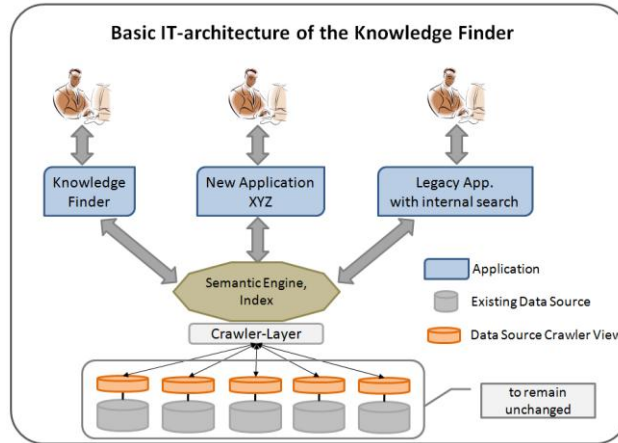 Basic IT-architecture of the Knowledge Finder
Knowledge
Finder
New Application
XYZ
Legacy App.
with internal search
Semantic Engine,
Index
Crawler-Layer
Application
Existing Data Source
Data Source Crawler View
to remain
unchanged